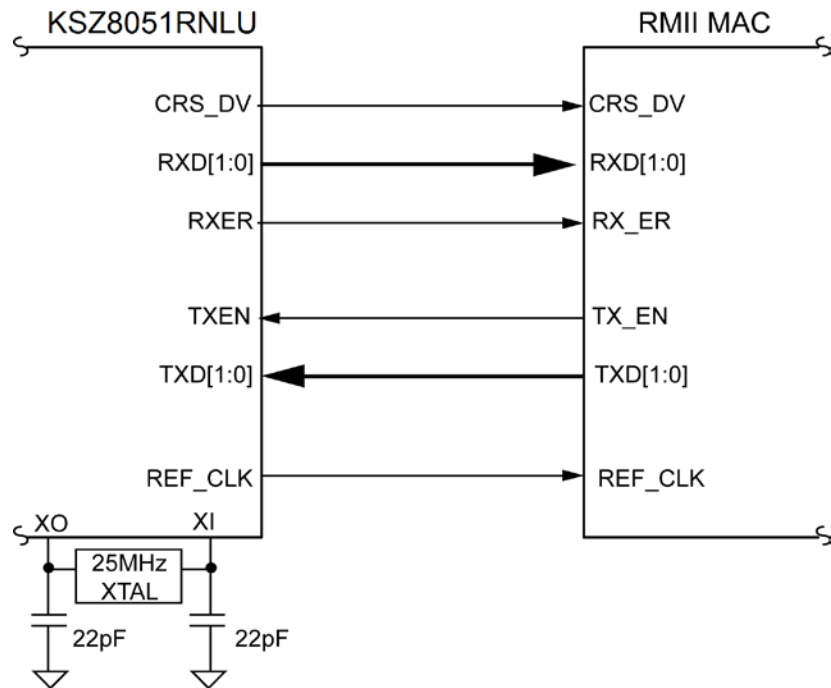 KSZ8051RNLU
RMII MAC
CRS_DV
CRS_DV
RXD[1:0]
RXD[1:0]
RXER
RX_ER
TXEN
TX_EN
TXD[1:0]
TXD[1:0]
REF_CLK
REF_CLK
XO
XI
25MHz
XTAL
22pF
22pF